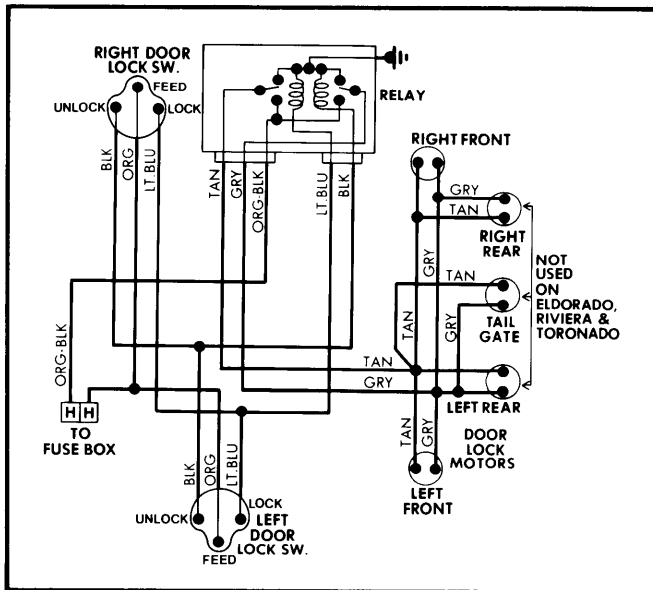 RIGHT DOOR
LOCK SW.
FEED
UNLOCK
LOCK
RELAY
BLK
ORG
LT.BLU
TAN
GRY
ORG-BLK
LT.BLU
BLK
RIGHT FRONT
GRY
TAN
RIGHT
REAR
GRY
TAN
TAN
GRY
TAIL
GATE
NOT
USED
ON
ELDORADO,
RIVIERA &
TORONADO
ORG-BLK
TAN
GRY
LEFT REAR
H H
TO
FUSE BOX
TAN
GRY
DOOR
LOCK
MOTORS
LEFT
FRONT
BLK
ORG
LT.BLU
UNLOCK
LOCK
LEFT
DOOR
LOCK SW.
FEED